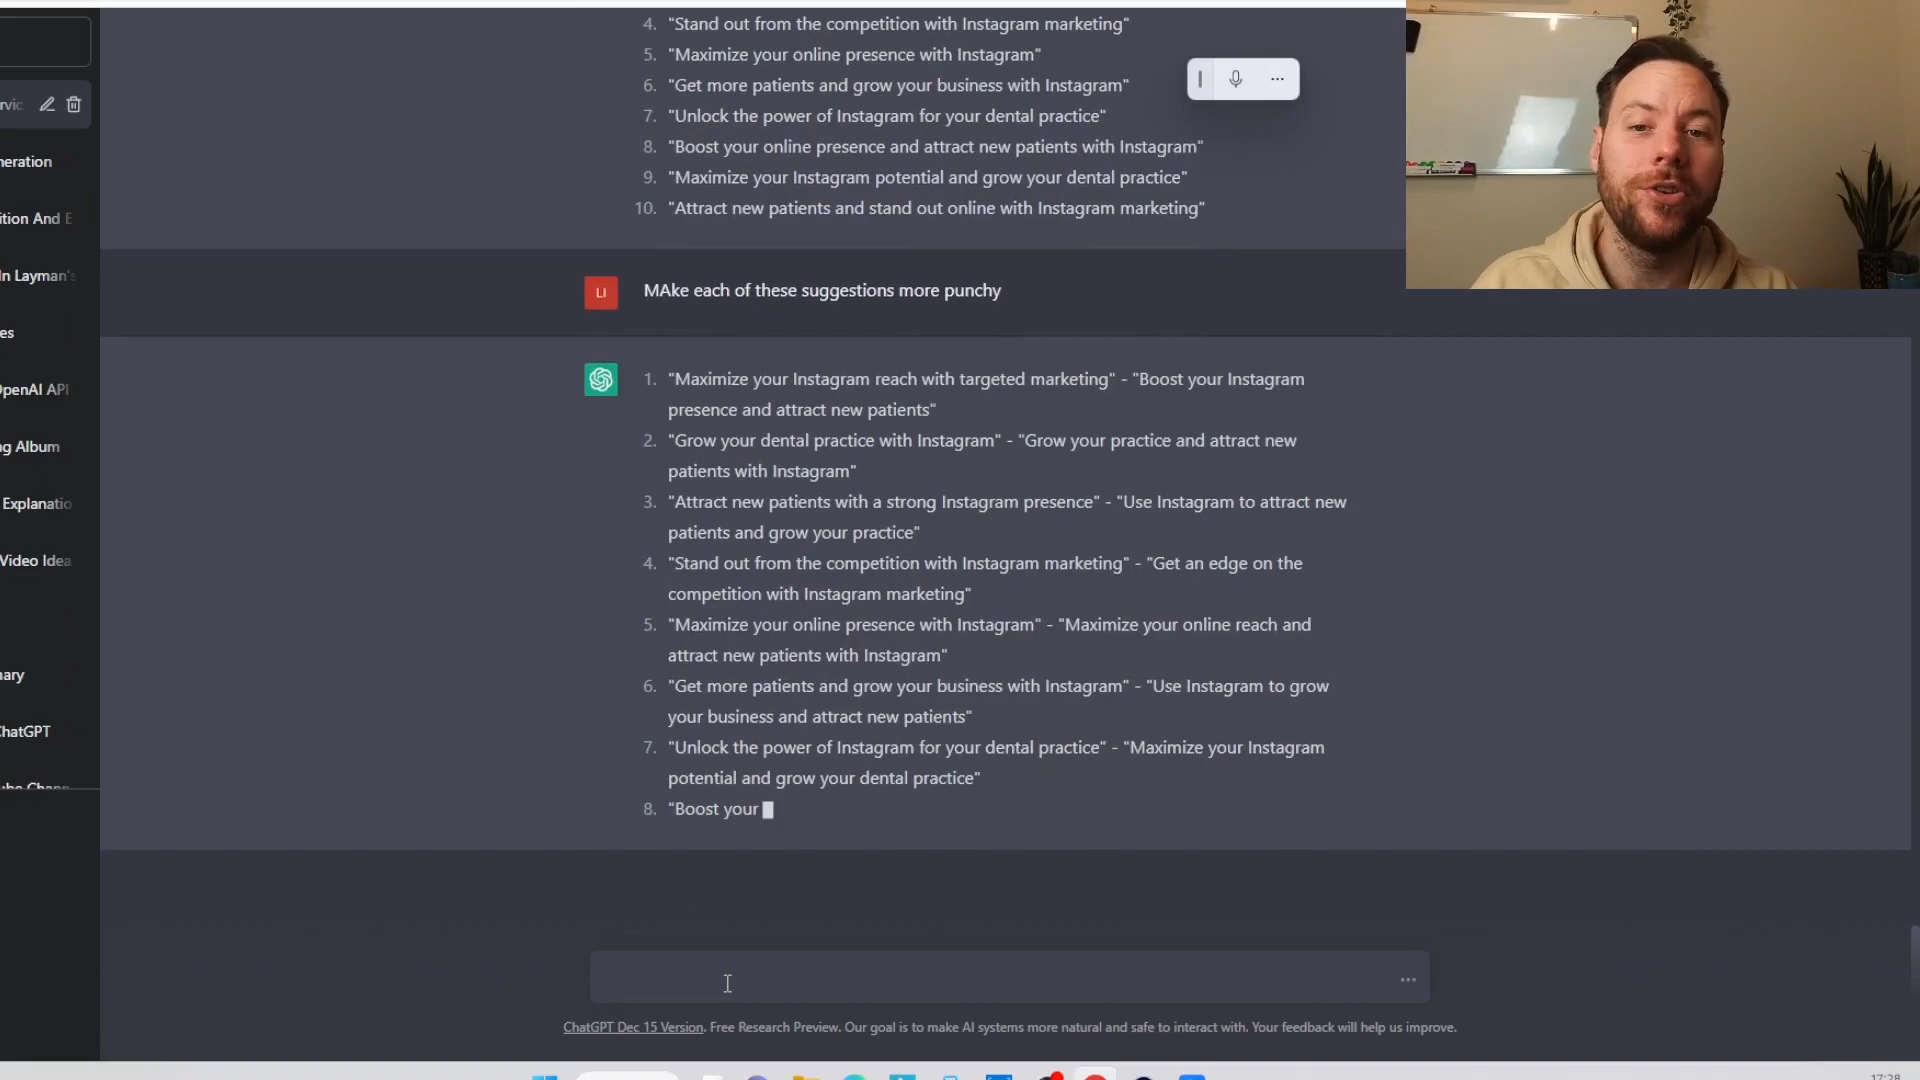 4. "Stand out from the competition with Instagram marketing"
5. "Maximize your online presence with Instagram"
6. "Get more patients and grow your business with Instagram"
7. "Unlock the power of Instagram for your dental practice"
8. "Boost your online presence and attract new patients with Instagram"
9. "Maximize your Instagram potential and grow your dental practice"
10. "Attract new patients and stand out online with Instagram marketing"
rvic
neration
ition And E
In Layman's
es
OpenAI API
ng Album
Explanatio
Video Idea
nary
ChatGPT
LI
MAke each of these suggestions more punchy
1. "Maximize your Instagram reach with targeted marketing" - "Boost your Instagram
presence and attract new patients"
2. "Grow your dental practice with Instagram" - "Grow your practice and attract new
patients with Instagram"
3. "Attract new patients with a strong Instagram presence" - "Use Instagram to attract new
patients and grow your practice"
4. "Stand out from the competition with Instagram marketing" - "Get an edge on the
competition with Instagram marketing"
5. "Maximize your online presence with Instagram" - "Maximize your online reach and
attract new patients with Instagram"
6. "Get more patients and grow your business with Instagram" - "Use Instagram to grow
your business and attract new patients"
7. "Unlock the power of Instagram for your dental practice" - "Maximize your Instagram
potential and grow your dental practice"
8. "Boost your
ChatGPT Dec 15 Version. Free Research Preview. Our goal is to make AI systems more natural and safe to interact with. Your feedback will help us improve.
17:28